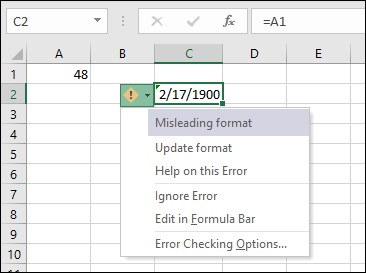 C2 fx =A1
A B C D E
1 48
2 2/17/1900
3 Misleading format
4 Update format
5 Help on this Error
6 Ignore Error
7
8 Edit in Formula Bar
9
10 Error Checking Options...
11